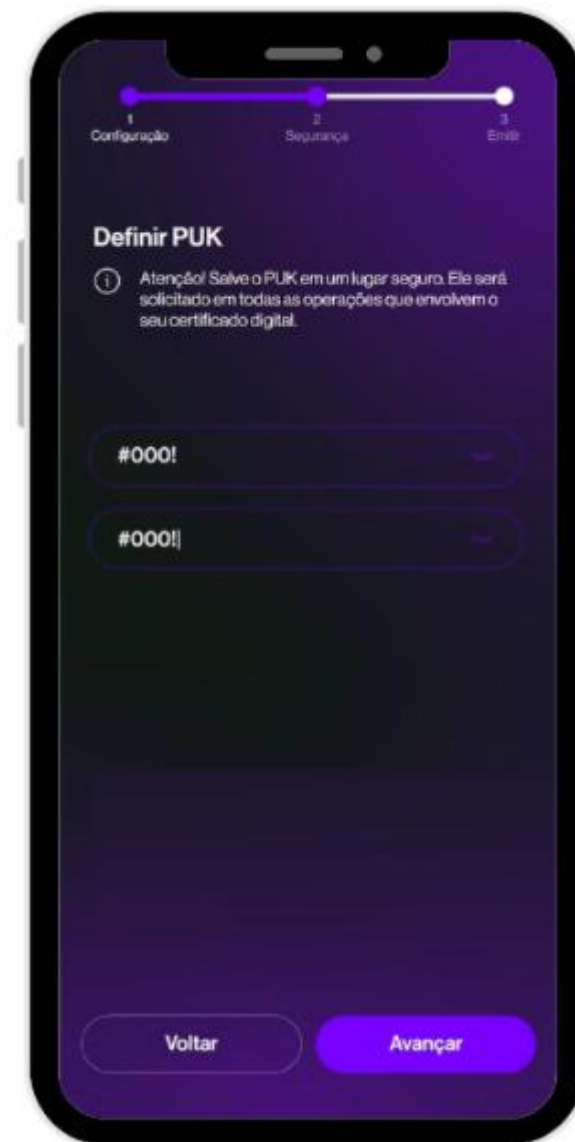 1 2 3
Configuração Segurança Emitir
Definir PUK
Atenção! Salve o PUK em um lugar seguro. Ele será
solicitado em todas as operações que envolvem o
seu certificado digital.
#000!
#000!
Voltar Avançar